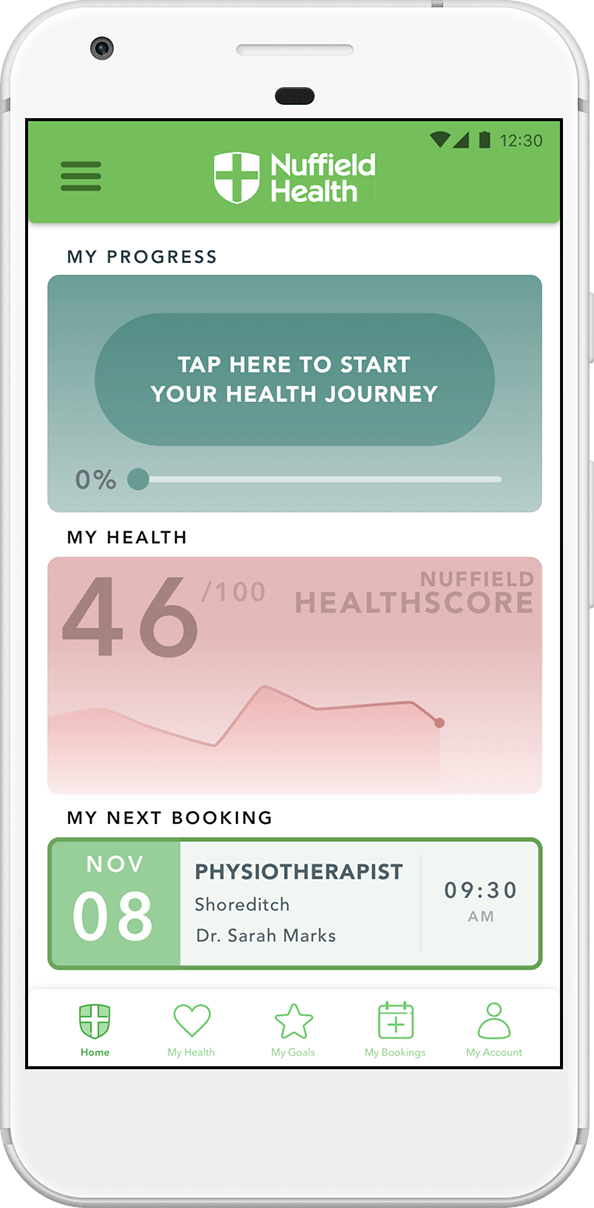 12:30
Nuffield
Health
MY PROGRESS
TAP HERE TO START
YOUR HEALTH JOURNEY
0%
MY HEALTH
46 /100
NUFFIELD
HEALTHSCORE
MY NEXT BOOKING
NOV
08
PHYSIOTHERAPIST
Shoreditch
Dr. Sarah Marks
09:30
AM
Home
My Health
My Goals
My Bookings
My Account